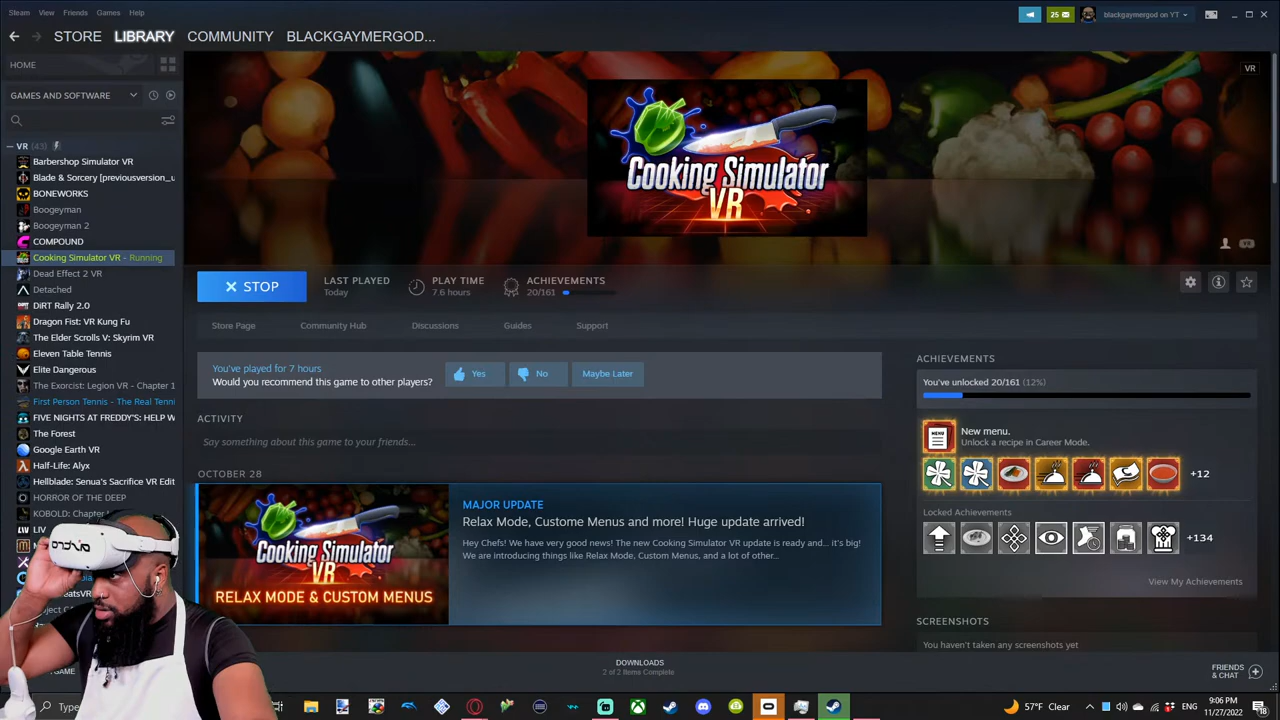 Steam View Friends Games Help
25 blackgaymergod on YT
STORE LIBRARY COMMUNITY BLACKGAYMERGOD...
HOME
VR
GAMES AND SOFTWARE
VR (43)
Barbershop Simulator VR
Blade & Sorcery [previousversion_u
BONEWORKS
Boogeyman
Boogeyman 2
COMPOUND
Cooking Simulator VR - Running
Dead Effect 2 VR
Detached
DiRT Rally 2.0
Dragon Fist: VR Kung Fu
The Elder Scrolls V: Skyrim VR
Eleven Table Tennis
Elite Dangerous
The Exorcist: Legion VR - Chapter 1
First Person Tennis - The Real Tenni
FIVE NIGHTS AT FREDDY'S: HELP W
The Forest
Google Earth VR
Half-Life: Alyx
Hellblade: Senua's Sacrifice VR Edit
HORROR OF THE DEEP
KOBOLD: Chapter
LIV
Cooking Simulator
VR
STOP
LAST PLAYED
Today
PLAY TIME
7.6 hours
ACHIEVEMENTS
20/161
Store Page Community Hub Discussions Guides Support
You've played for 7 hours
Would you recommend this game to other players?
Yes No Maybe Later
ACTIVITY
Say something about this game to your friends...
OCTOBER 28
Cooking Simulator
VR
RELAX MODE & CUSTOM MENUS
MAJOR UPDATE
Relax Mode, Custome Menus and more! Huge update arrived!
Hey Chefs! We have very good news! The new Cooking Simulator VR update is ready and... it's big!
We are introducing things like Relax Mode, Custom Menus, and a lot of other...
ACHIEVEMENTS
You've unlocked 20/161 (12%)
MENU
New menu.
Unlock a recipe in Career Mode.
+12
Locked Achievements
+134
View My Achievements
SCREENSHOTS
You haven't taken any screenshots yet
DOWNLOADS
2 of 2 Items Complete
FRIENDS
& CHAT
Type
57°F Clear
ENG
9:06 PM
11/27/2022
18